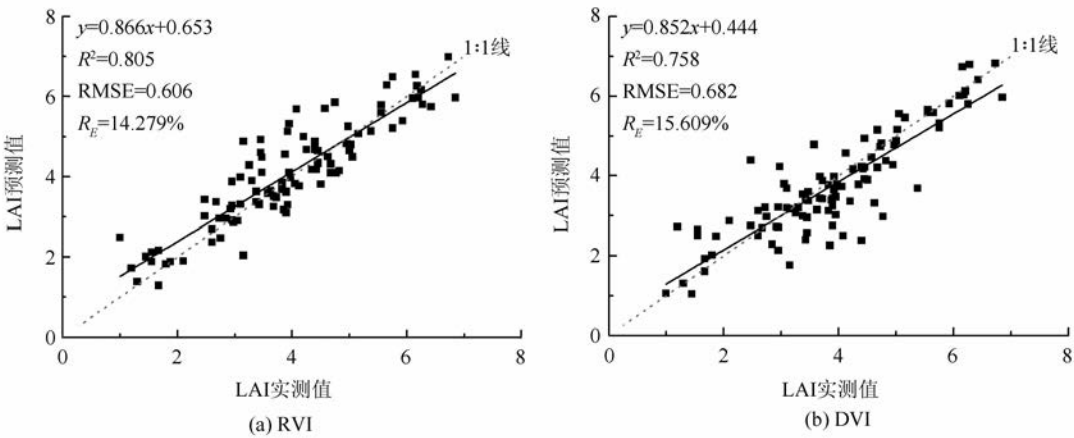 8
y=0.866x+0.653
R²=0.805
RMSE=0.606
R_E=14.279%
1∶1线
6
4
2
0
LAI预测值
0 2 4 6 8
LAI实测值
(a) RVI
8
y=0.852x+0.444
R²=0.758
RMSE=0.682
R_E=15.609%
1∶1线
6
4
2
0
LAI预测值
0 2 4 6 8
LAI实测值
(b) DVI